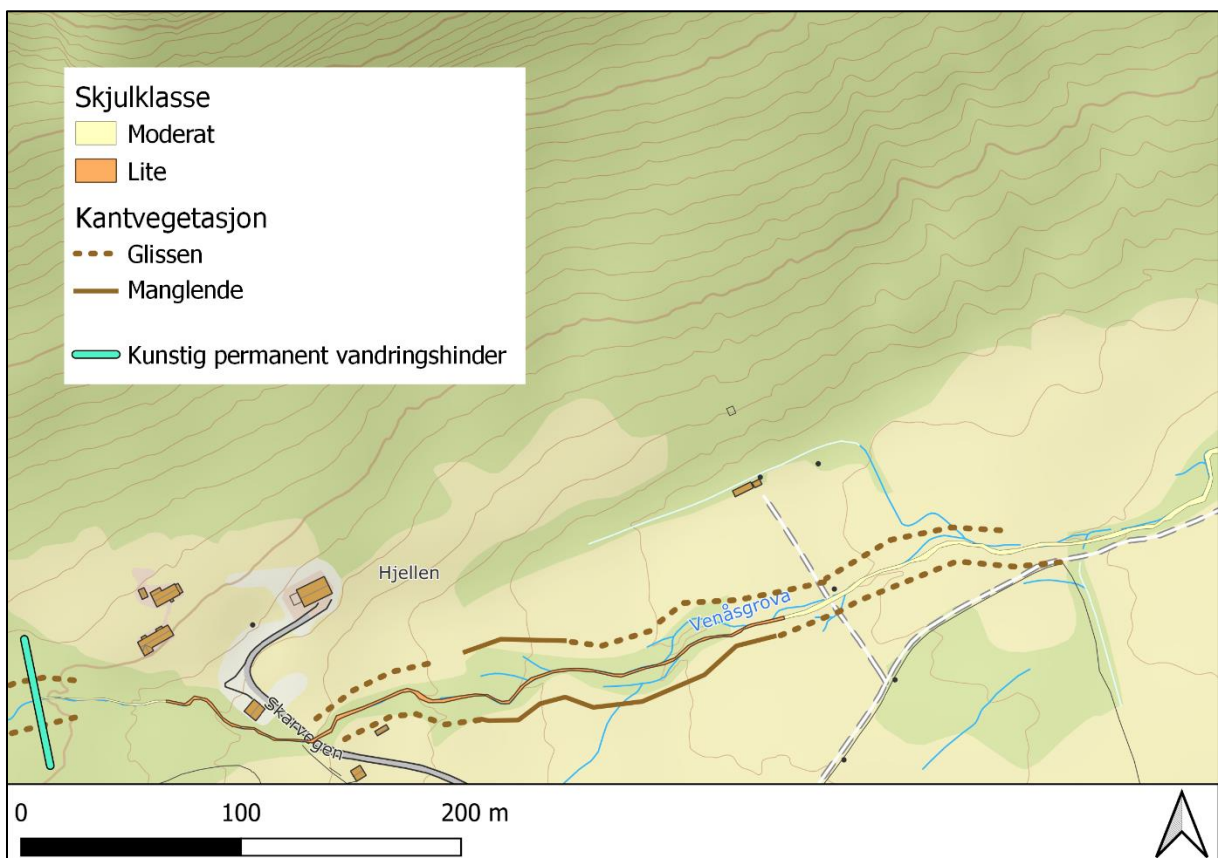 Skjulklasse
Moderat
Lite
Kantvegetasjon
Glissen
Manglende
Kunstig permanent vandringshinder
Hjellen
Venåsgrova
Skarvegen
0 100 200 m